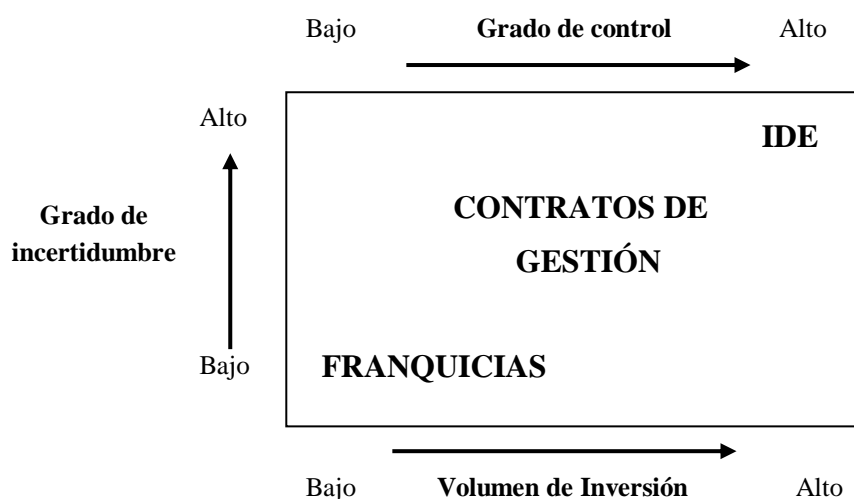 Bajo Grado de control Alto
Alto
IDE
Grado de
incertidumbre
CONTRATOS DE
GESTIÓN
Bajo
FRANQUICIAS
Bajo Volumen de Inversión Alto